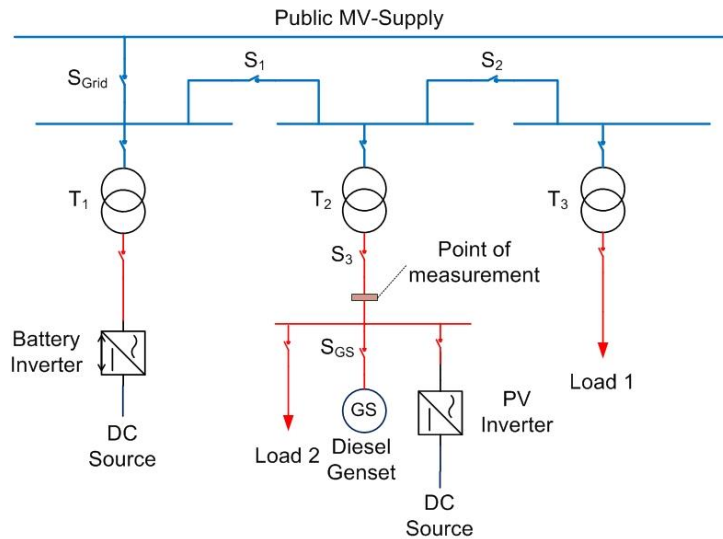 Public MV-Supply
S1
S2
SGrid
T1
T2
T3
S3
Point of
measurement
Battery
Inverter
SGS
Load 1
GS
PV
Inverter
DC
Source
Load 2
Diesel
Genset
DC
Source